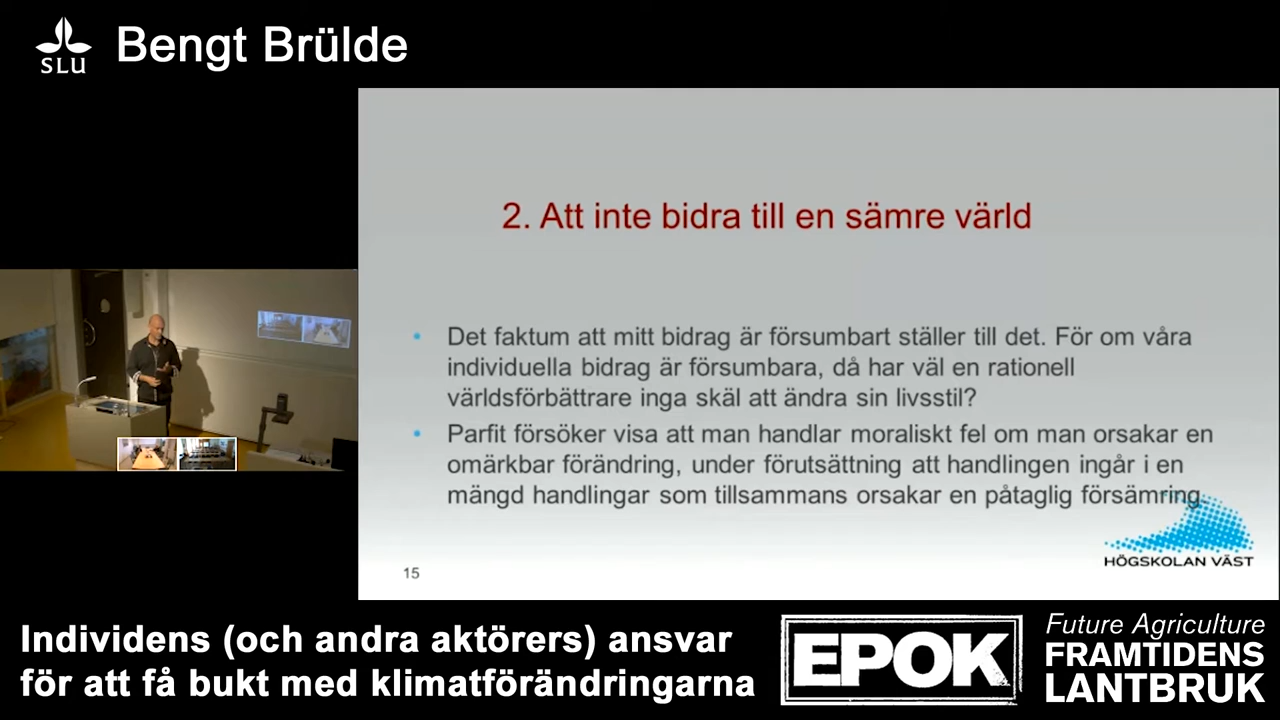 SLU
Bengt Brülde
2. Att inte bidra till en sämre värld
• Det faktum att mitt bidrag är försumbart ställer till det. För om våra
individuella bidrag är försumbara, då har väl en rationell
världsförbättrare inga skäl att ändra sin livsstil?
• Parfit försöker visa att man handlar moraliskt fel om man orsakar en
omärkbar förändring, under förutsättning att handlingen ingår i en
mängd handlingar som tillsammans orsakar en påtaglig försämring.
HÖGSKOLAN VÄST
15
Individens (och andra aktörers) ansvar
för att få bukt med klimatförändringarna
EPOK
Future Agriculture
FRAMTIDENS
LANTBRUK